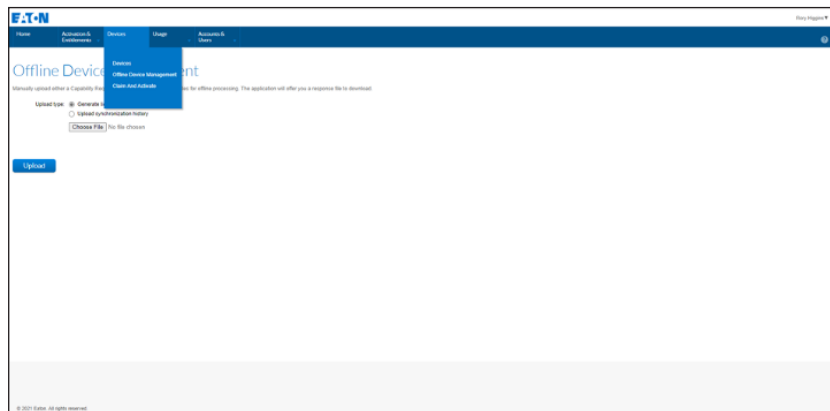 EATON
Rory Higgins
Home
Activation &
Entitlements
Devices
Usage
Accounts &
Users
Devices
Offline Device Management
Claim And Activate
Offline Device ent
Manually upload either a Capability Req es for offline processing. The application will offer you a response file to download.
Upload type: Generate
Upload synchronization history
Choose File No file chosen
Upload
© 2021 Eaton. All rights reserved.